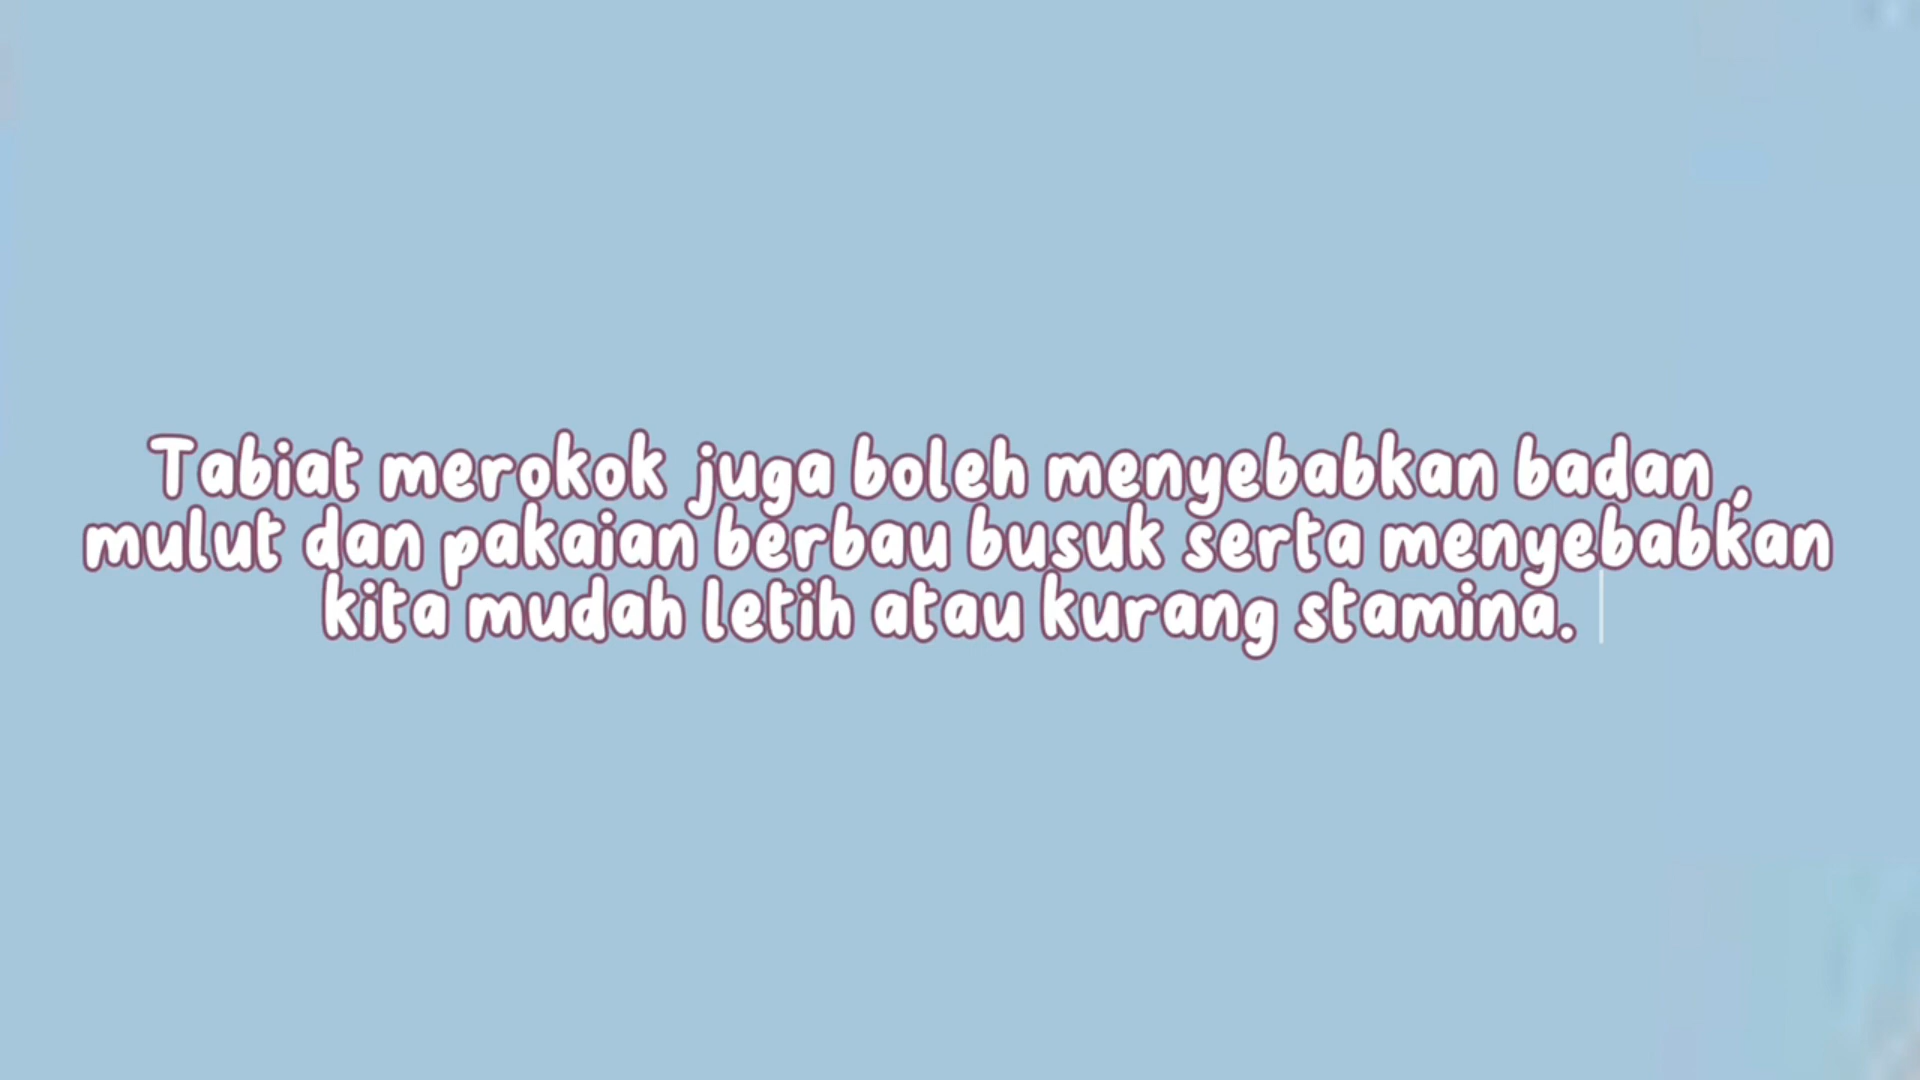 Tabiat merokok juga boleh menyebabkan badan ,
mulut dan pakaian berbau busuk serta menyebabkan
kita mudah letih atau kurang stamina.